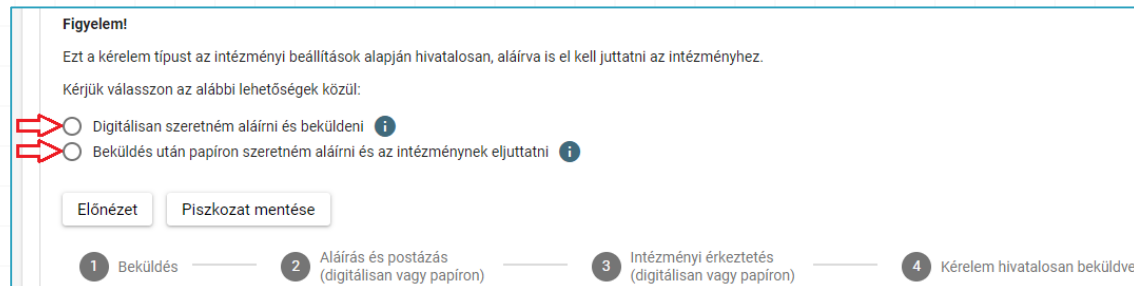 Figyelem!
Ezt a kérelem típust az intézményi beállítások alapján hivatalosan, aláírva is el kell juttatni az intézményhez.
Kérjük válasszon az alábbi lehetőségek közül:
Digitálisan szeretném aláírni és beküldeni i
Beküldés után papíron szeretném aláírni és az intézménynek eljuttatni i
Előnézet Piszkozat mentése
1 Beküldés 2 Aláírás és postázás (digitálisan vagy papíron) 3 Intézményi érkeztetés (digitálisan vagy papíron) 4 Kérelem hivatalosan beküldve